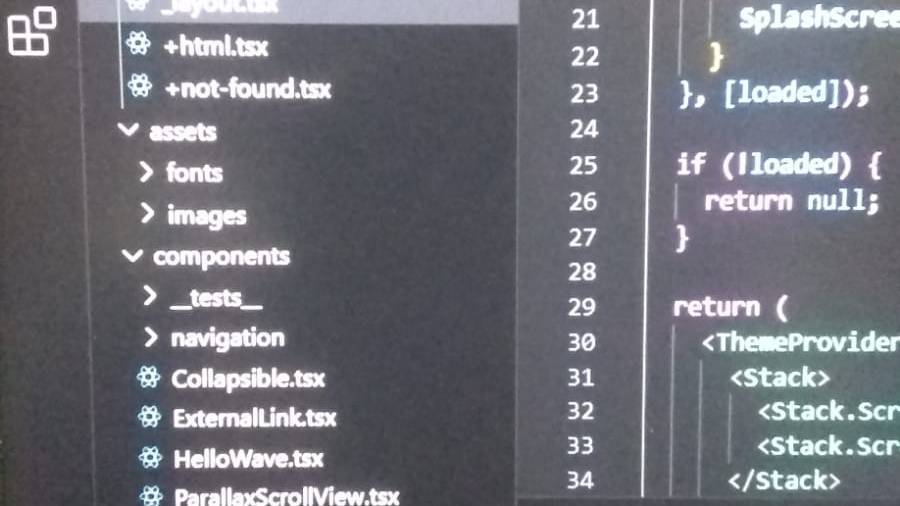 _layout.tsx
+html.tsx
+not-found.tsx
assets
fonts
images
components
__tests__
navigation
Collapsible.tsx
ExternalLink.tsx
HelloWave.tsx
ParallaxScrollView.tsx
21 SplashScree
22 }
23 }, [loaded]);
24
25 if (!loaded) {
26 return null;
27 }
28
29 return (
30 <ThemeProvider
31 <Stack>
32 <Stack.Scr
33 <Stack.Scr
34 </Stack>